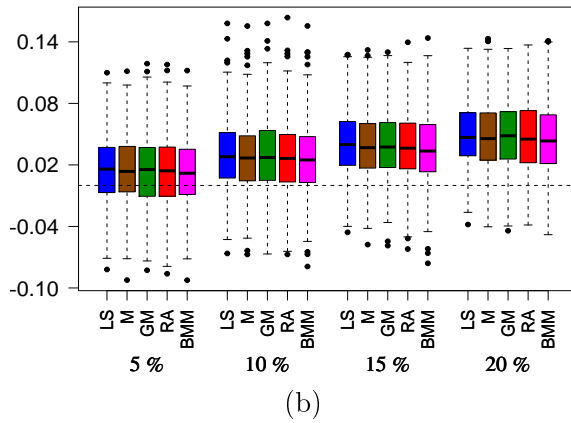 0.14
0.08
0.02
-0.04
-0.10
LS M GM RA BMM LS M GM RA BMM LS M GM RA BMM LS M GM RA BMM
5 % 10 % 15 % 20 %
(b)